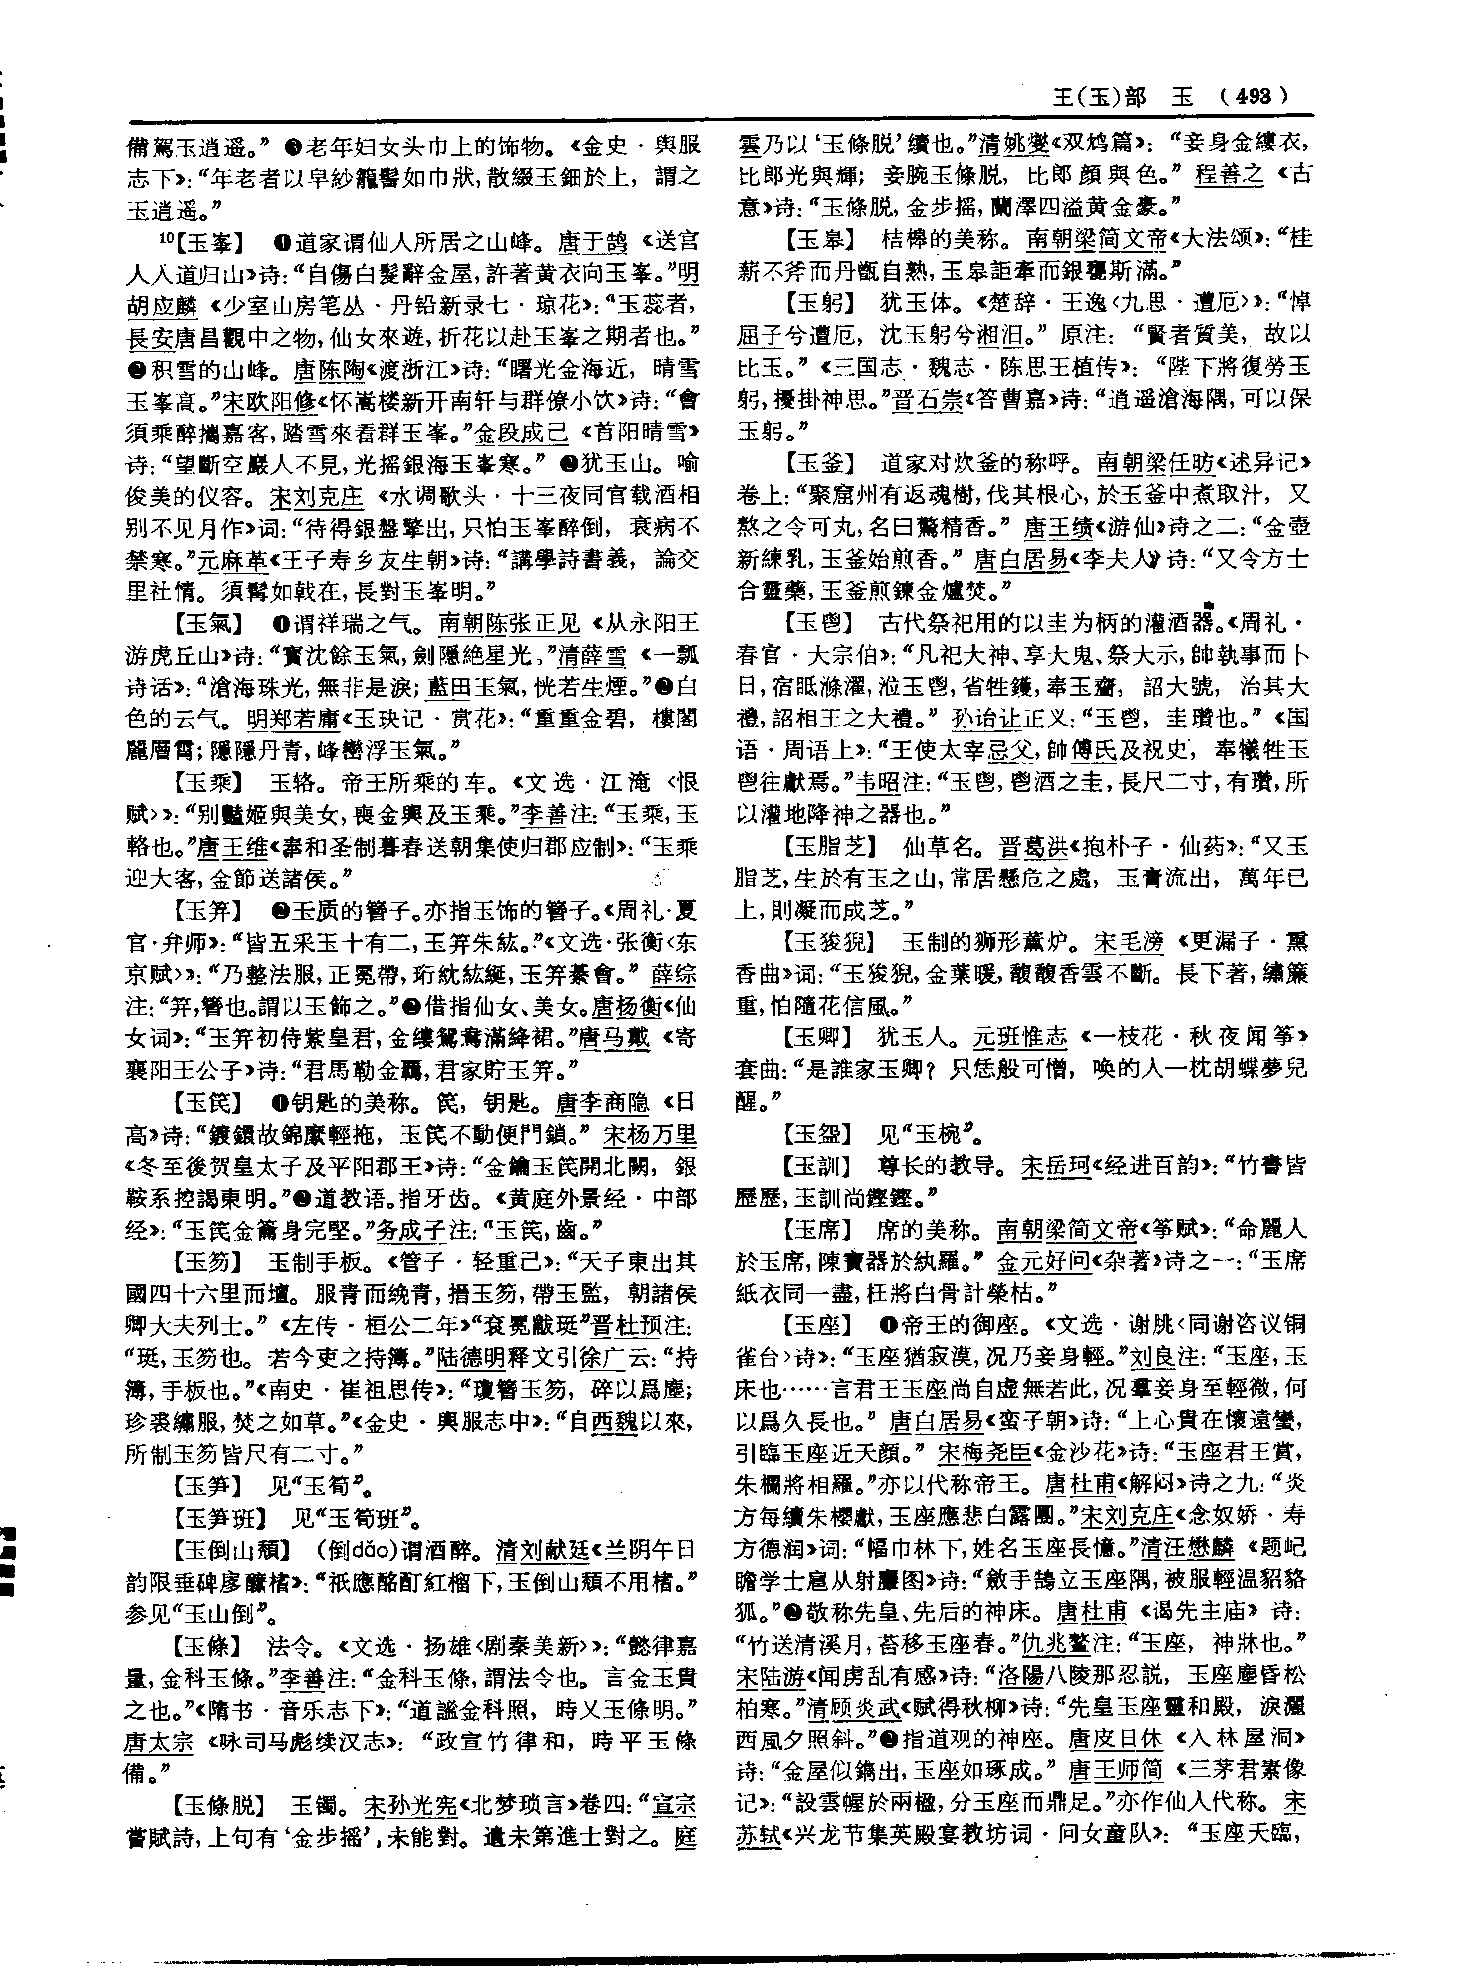 王(玉)部　玉　(493)
備駕玉逍遥。”❸老年妇女头巾上的饰物。《金史·舆服
志下》：“年老者以皁紗籠髻如巾狀，散綴玉鈿於上，謂之
玉逍遥。”
¹⁰【玉峯】　❶道家谓仙人所居之山峰。唐于鹄《送宫
人入道归山》诗：“自傷白髮辭金屋，許著黄衣向玉峯。”明
胡应麟《少室山房笔丛·丹铅新录七·琼花》：“玉蕊者，
長安唐昌觀中之物，仙女來遊，折花以赴玉峯之期者也。”
❷积雪的山峰。唐陈陶《渡浙江》诗：“曙光金海近，晴雪
玉峯高。”宋欧阳修《怀嵩楼新开南轩与群僚小饮》诗：“會
須乘醉攜嘉客，踏雪來看群玉峯。”金段成己《首阳晴雪》
诗：“望斷空巖人不見，光摇銀海玉峯寒。”❸犹玉山。喻
俊美的仪容。宋刘克庄《水调歌头·十三夜同官载酒相
别不见月作》词：“待得銀盤擎出，只怕玉峯醉倒，衰病不
禁寒。”元麻革《王子寿乡友生朝》诗：“講學詩書義，論交
里社情。須髯如戟在，長對玉峯明。”
【玉氣】　❶谓祥瑞之气。南朝陈张正见《从永阳王
游虎丘山》诗：“寶沈餘玉氣，劍隱絶星光。”清薛雪《一瓢
诗话》：“滄海珠光，無非是淚；藍田玉氣，恍若生煙。”❷白
色的云气。明郑若庸《玉玦记·赏花》：“重重金碧，樓閣
麗層霄；隱隱丹青，峰巒浮玉氣。”
【玉乘】　玉辂。帝王所乘的车。《文选·江淹〈恨
赋〉》：“别豔姬與美女，喪金輿及玉乘。”李善注：“玉乘，玉
輅也。”唐王维《奉和圣制暮春送朝集使归郡应制》：“玉乘
迎大客，金節送諸侯。”
【玉笄】　❶玉质的簪子。亦指玉饰的簪子。《周礼·夏
官·弁师》：“皆五采玉十有二，玉笄朱紘。”《文选·张衡〈东
京赋〉》：“乃整法服，正冕帶，珩紞紘綖，玉笄綦會。”薛综
注：“笄，簪也。謂以玉飾之。”❷借指仙女、美女。唐杨衡《仙
女词》：“玉笄初侍紫皇君，金縷鴛鴦滿絳裙。”唐马戴《寄
襄阳王公子》诗：“君馬勒金羈，君家貯玉笄。”
【玉笢】　❶钥匙的美称。笢，钥匙。唐李商隐《日
高》诗：“鍍鐶故錦縻輕拖，玉笢不動便門鎖。”宋杨万里
《冬至後贺皇太子及平阳郡王》诗：“金鑰玉笢開北闕，銀
鞍系控謁東明。”❷道教语。指牙齿。《黄庭外景经·中部
经》：“玉笢金籥身完堅。”务成子注：“玉笢，齒。”
【玉笏】　玉制手板。《管子·轻重己》：“天子東出其
國四十六里而壇。服青而絻青，搢玉笏，帶玉監，朝諸侯
卿大夫列士。”《左传·桓公二年》“衮冕黻珽”晋杜预注：
“珽，玉笏也。若今吏之持簿。”陆德明释文引徐广云：“持
簿，手板也。”《南史·崔祖思传》：“瓊簪玉笏，碎以爲塵；
珍裘繡服，焚之如草。”《金史·舆服志中》：“自西魏以來，
所制玉笏皆尺有二寸。”
【玉笋】　见“玉筍”。
【玉笋班】　见“玉筍班”。
【玉倒山頹】　(倒dǎo)谓酒醉。清刘献廷《兰阴午日
韵限垂碑廖醾楮》：“祇應酩酊紅榴下，玉倒山頹不用楮。”
参见“玉山倒”。
【玉條】　法令。《文选·扬雄〈剧秦美新〉》：“懿律嘉
量，金科玉條。”李善注：“金科玉條，謂法令也。言金玉貴
之也。”《隋书·音乐志下》：“道謐金科照，時乂玉條明。”
唐太宗《咏司马彪续汉志》：“政宣竹律和，時平玉條
備。”
【玉條脱】　玉镯。宋孙光宪《北梦琐言》卷四：“宣宗
嘗賦詩，上句有‘金步摇’，未能對。遣未第進士對之。庭
雲乃以‘玉條脱’續也。”清姚燮《双鸩篇》：“妾身金縷衣，
比郎光與輝；妾腕玉條脱，比郎顔與色。”程善之《古
意》诗：“玉條脱，金步摇，蘭澤四溢黄金豪。”
【玉皋】　桔槔的美称。南朝梁简文帝《大法颂》：“桂
薪不斧而丹甑自熟，玉皋詎牽而銀甕斯滿。”
【玉躬】　犹玉体。《楚辞·王逸〈九思·遭厄〉》：“悼
屈子兮遭厄，沈玉躬兮湘汨。”原注：“賢者質美，故以
比玉。”《三国志·魏志·陈思王植传》：“陛下將復勞玉
躬，擾掛神思。”晋石崇《答曹嘉》诗：“逍遥滄海隅，可以保
玉躬。”
【玉釜】　道家对炊釜的称呼。南朝梁任昉《述异记》
卷上：“聚窟州有返魂樹，伐其根心，於玉釜中煮取汁，又
熬之令可丸，名曰驚精香。”唐王绩《游仙》诗之二：“金壺
新練乳，玉釜始煎香。”唐白居易《李夫人》诗：“又令方士
合靈藥，玉釜煎鍊金爐焚。”
【玉鬯】　古代祭祀用的以圭为柄的灌酒器。《周礼·
春官·大宗伯》：“凡祀大神、享大鬼、祭大示，帥執事而卜
日，宿眡滌濯，涖玉鬯，省牲鑊，奉玉齍，詔大號，治其大
禮，詔相王之大禮。”孙诒让正义：“玉鬯，圭瓚也。”《国
语·周语上》：“王使太宰忌父，帥傅氏及祝史，奉犧牲玉
鬯往獻焉。”韦昭注：“玉鬯，鬯酒之圭，長尺二寸，有瓚，所
以灌地降神之器也。”
【玉脂芝】　仙草名。晋葛洪《抱朴子·仙药》：“又玉
脂芝，生於有玉之山，常居懸危之處，玉膏流出，萬年已
上，則凝而成芝。”
【玉狻猊】　玉制的狮形薰炉。宋毛滂《更漏子·熏
香曲》词：“玉狻猊，金葉暖，馥馥香雲不斷。長下著，繡簾
重，怕隨花信風。”
【玉卿】　犹玉人。元班惟志《一枝花·秋夜闻筝》
套曲：“是誰家玉卿？只恁般可憎，唤的人一枕胡蝶夢兒
醒。”
【玉盌】　见“玉椀”。
【玉訓】　尊长的教导。宋岳珂《经进百韵》：“竹書皆
歷歷，玉訓尚鏗鏗。”
【玉席】　席的美称。南朝梁简文帝《筝赋》：“命麗人
於玉席，陳寶器於紈羅。”金元好问《杂著》诗之一：“玉席
紙衣同一盡，枉將白骨計榮枯。”
【玉座】　❶帝王的御座。《文选·谢朓〈同谢咨议铜
雀台〉诗》：“玉座猶寂漠，况乃妾身輕。”刘良注：“玉座，玉
床也……言君王玉座尚自虚無若此，况羣妾身至輕微，何
以爲久長也。”唐白居易《蛮子朝》诗：“上心貴在懷遠蠻，
引臨玉座近天顔。”宋梅尧臣《金沙花》诗：“玉座君王賞，
朱欄將相羅。”亦以代称帝王。唐杜甫《解闷》诗之九：“炎
方每續朱櫻獻，玉座應悲白露團。”宋刘克庄《念奴娇·寿
方德润》词：“幅巾林下，姓名玉座長憶。”清汪懋麟《题屺
瞻学士扈从射麞图》诗：“斂手鵠立玉座隅，被服輕温貂貉
狐。”❷敬称先皇、先后的神床。唐杜甫《谒先主庙》诗：
“竹送清溪月，苔移玉座春。”仇兆鳌注：“玉座，神牀也。”
宋陆游《闻虏乱有感》诗：“洛陽八陵那忍説，玉座塵昏松
柏寒。”清顾炎武《赋得秋柳》诗：“先皇玉座靈和殿，淚灑
西風夕照斜。”❸指道观的神座。唐皮日休《入林屋洞》
诗：“金屋似鎸出，玉座如琢成。”唐王师简《三茅君素像
记》：“設雲幄於兩楹，分玉座而鼎足。”亦作仙人代称。宋
苏轼《兴龙节集英殿宴教坊词·问女童队》：“玉座天臨，